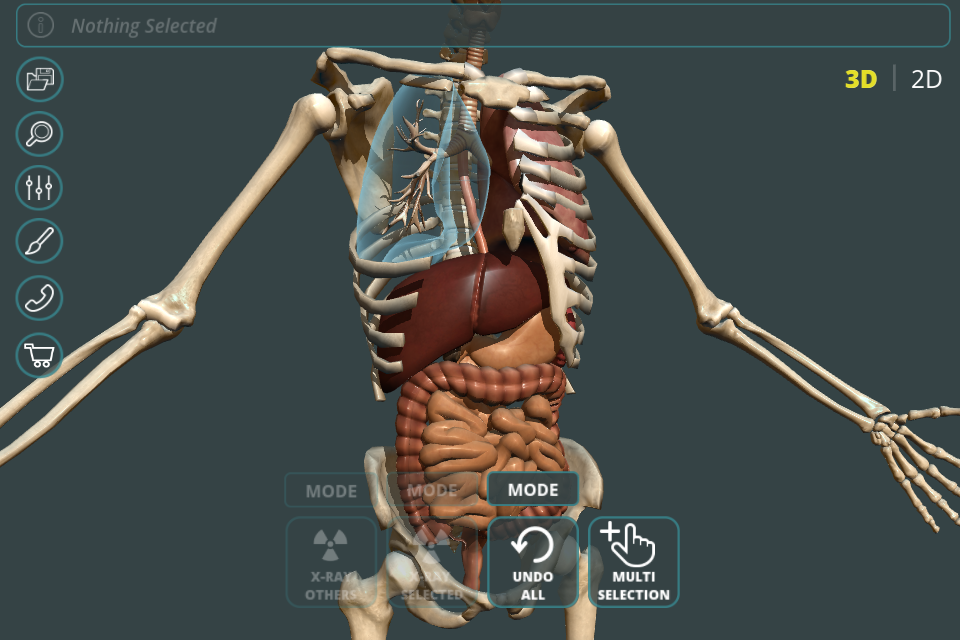 Nothing Selected
3D | 2D
MODE
MODE
MODE
X-RAY
OTHERS
X-RAY
SELECTED
UNDO
ALL
MULTI
SELECTION